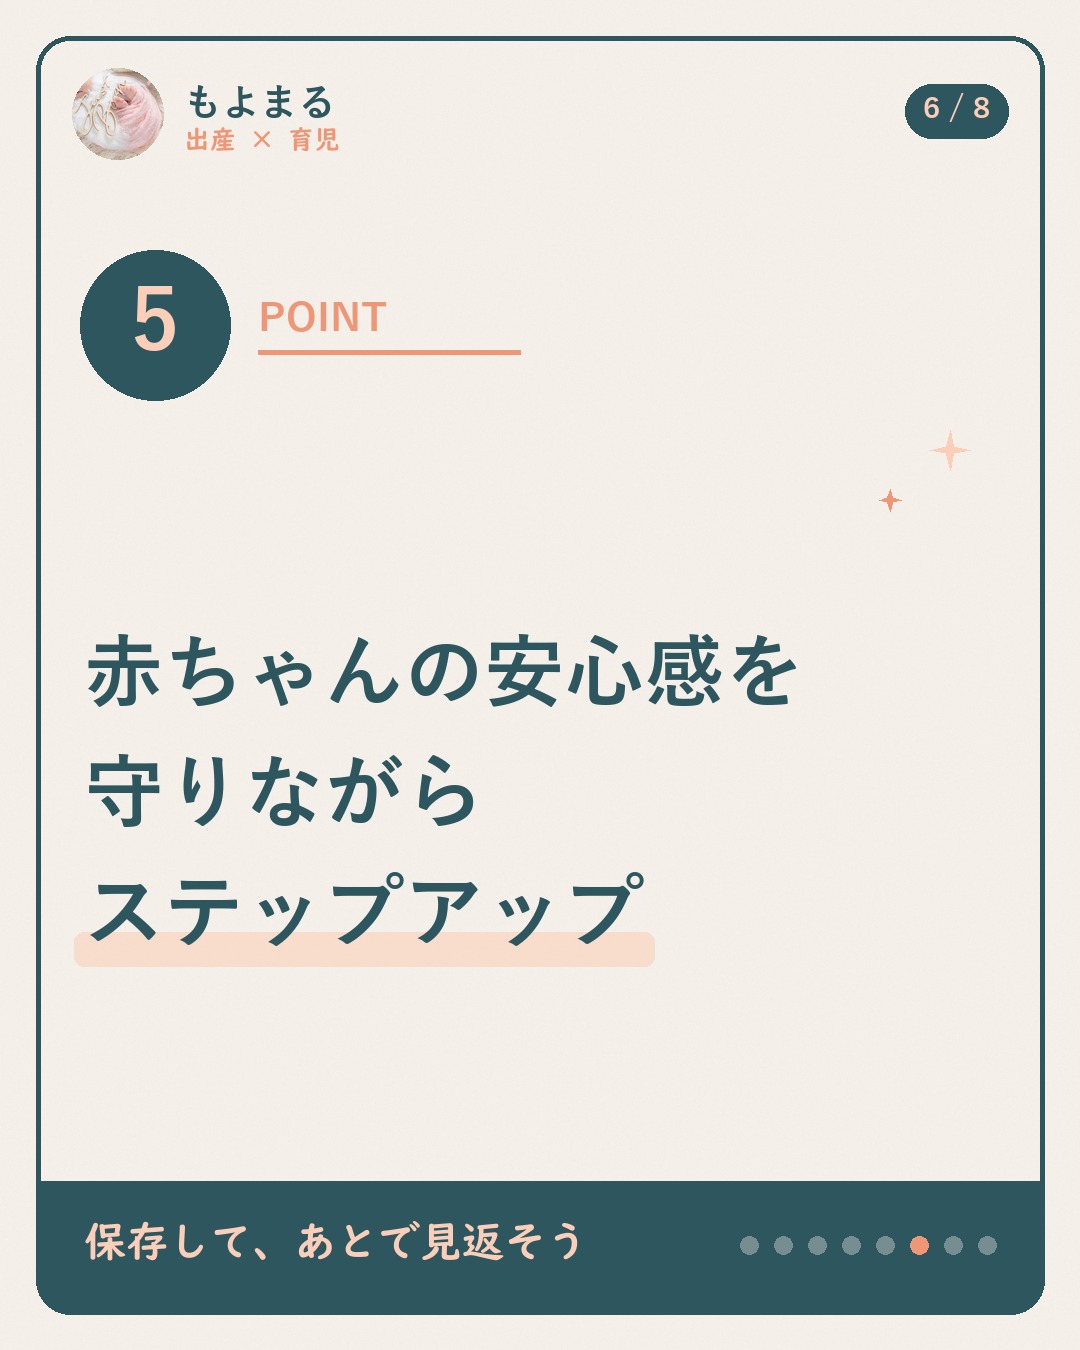 もよまる
出産 × 育児
6 / 8
5
POINT
赤ちゃんの安心感を
守りながら
ステップアップ
保存して、あとで見返そう